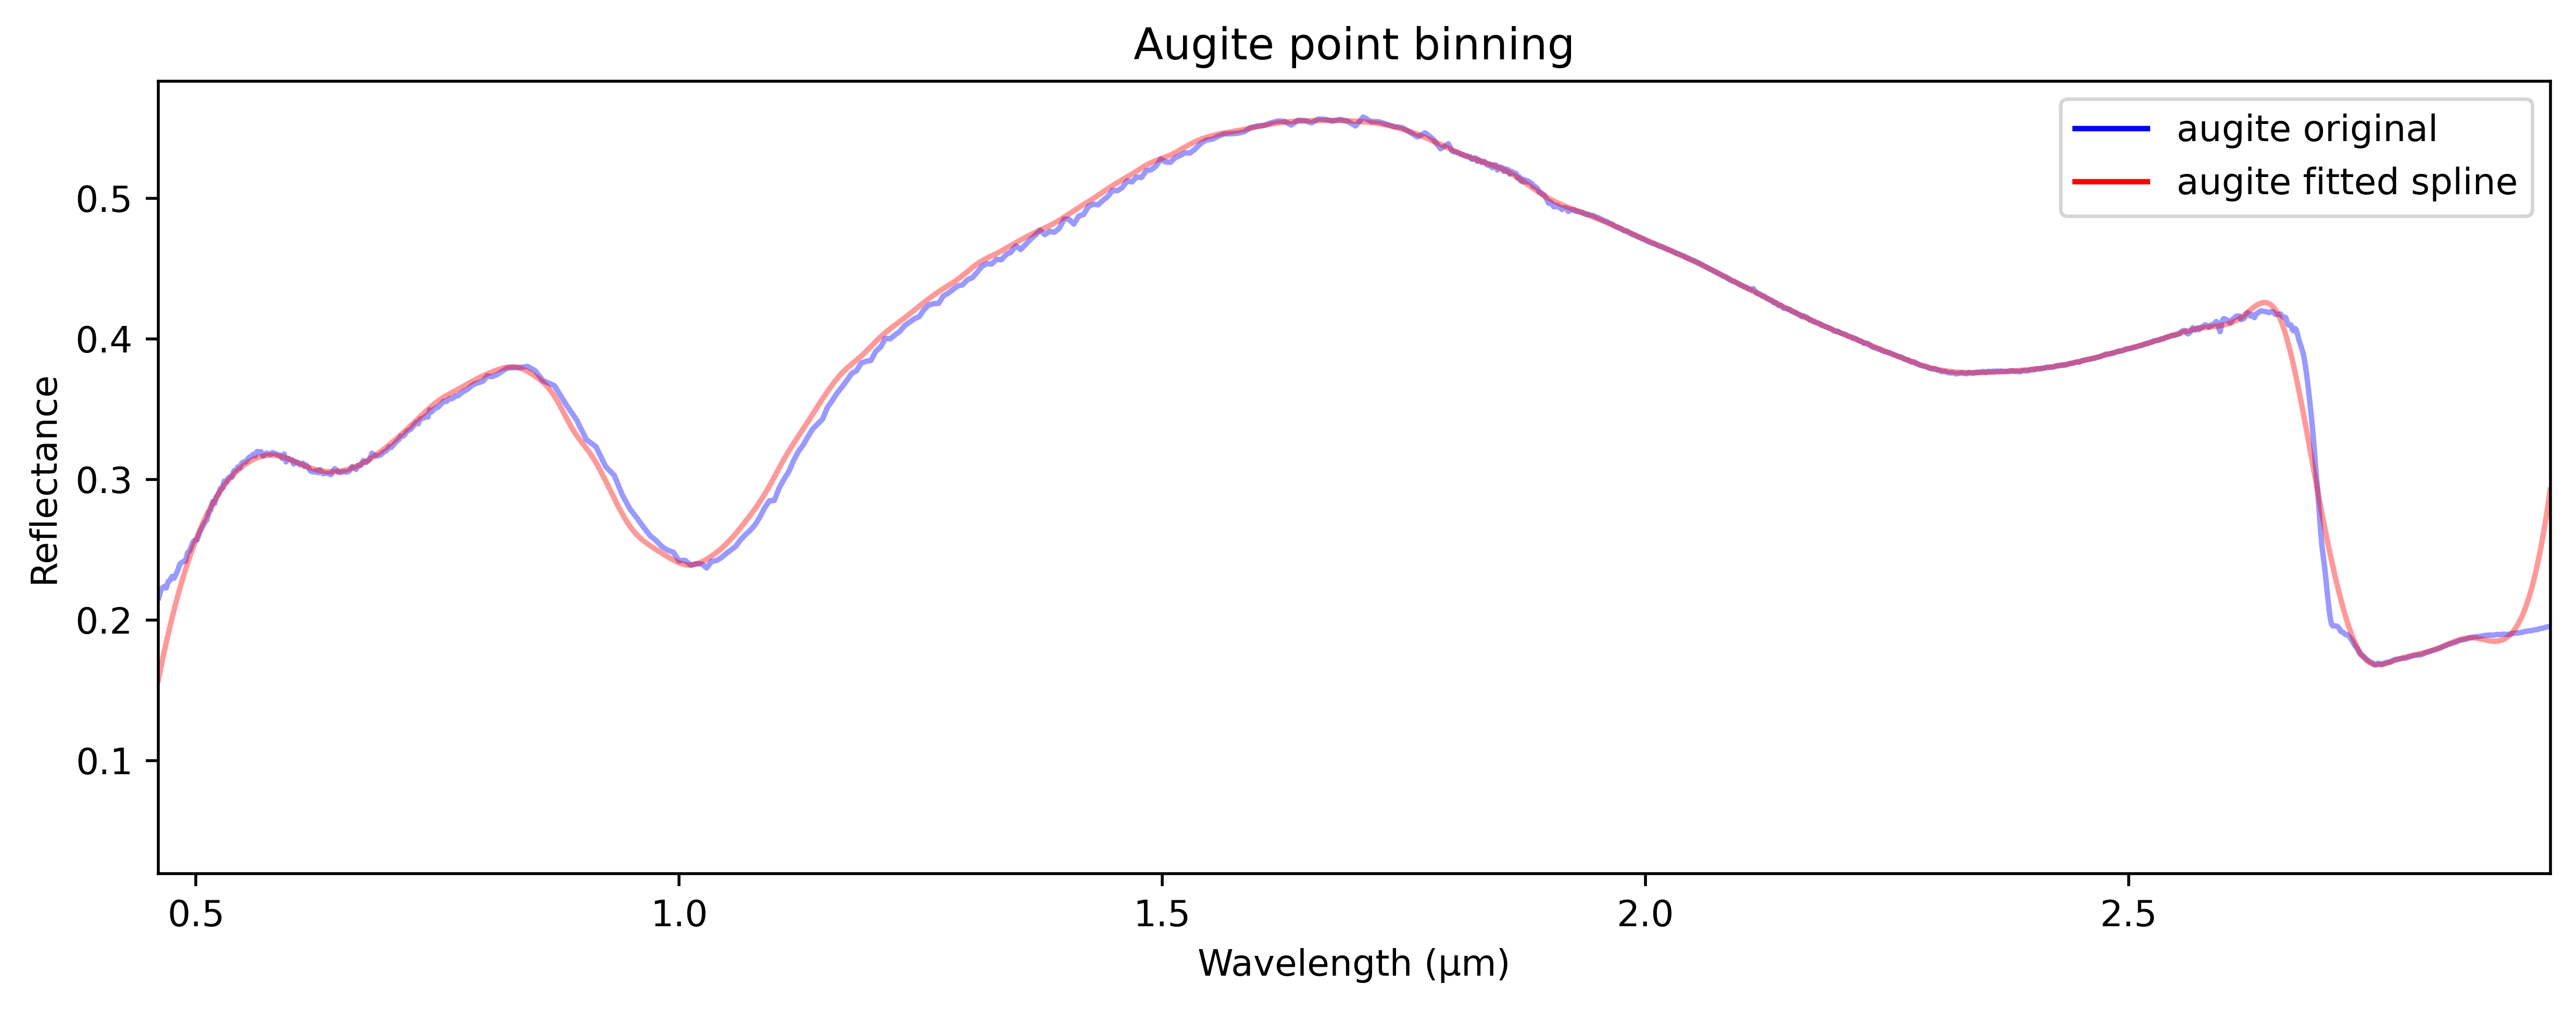 Augite point binning
augite original
augite fitted spline
Reflectance
0.5
0.4
0.3
0.2
0.1
0.5 1.0 1.5 2.0 2.5
Wavelength (µm)